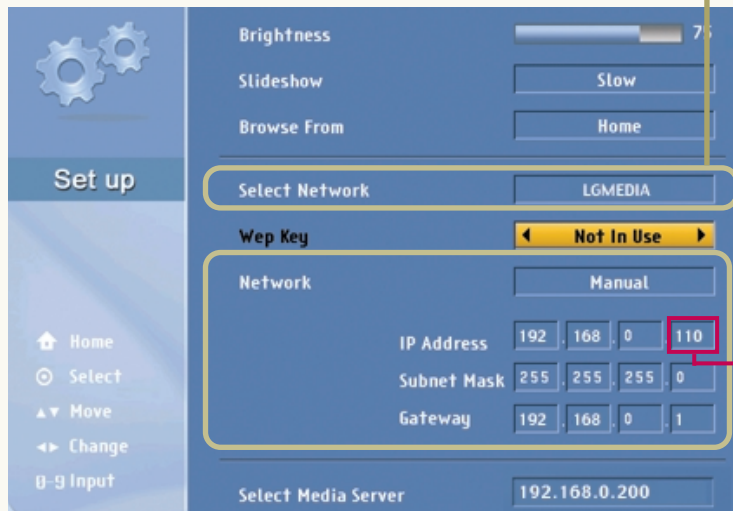 Brightness 75
Slideshow Slow
Browse From Home
Set up
Select Network LGMEDIA
Wep Key Not In Use
Network Manual
IP Address 192 . 168 . 0 . 110
Subnet Mask 255 . 255 . 255 . 0
Gateway 192 . 168 . 0 . 1
Select Media Server 192.168.0.200
Home
Select
Move
Change
0-9 Input